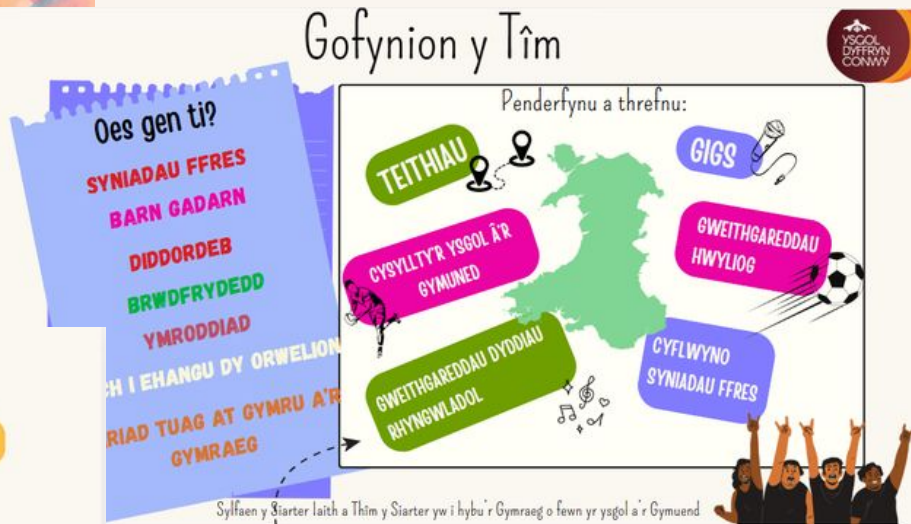 Gofynion y Tîm
YSGOL
DYFFRYN
CONWY
Oes gen ti?
SYNIADAU FFRES
BARN GADARN
DIDDORDEB
BRWDFRYDEDD
YMRODDIAD
I EHANGU DY ORWELION
TUAG AT GYMRU A'R
GYMRAEG
Penderfynu a threfnu:
TEITHIAU
GIGS
CYSYLLTY'R YSGOL Â'R
GYMUNED
GWEITHGAREDDAU
HWYLIOG
GWEITHGAREDDAU DYDDIAU
RHYNGWLADOL
CYFLWYNO
SYNIADAU FFRES
Sylfaen y Siarter Iaith a Thîm y Siarter yw i hybu'r Gymraeg o fewn yr ysgol a'r Gymuend